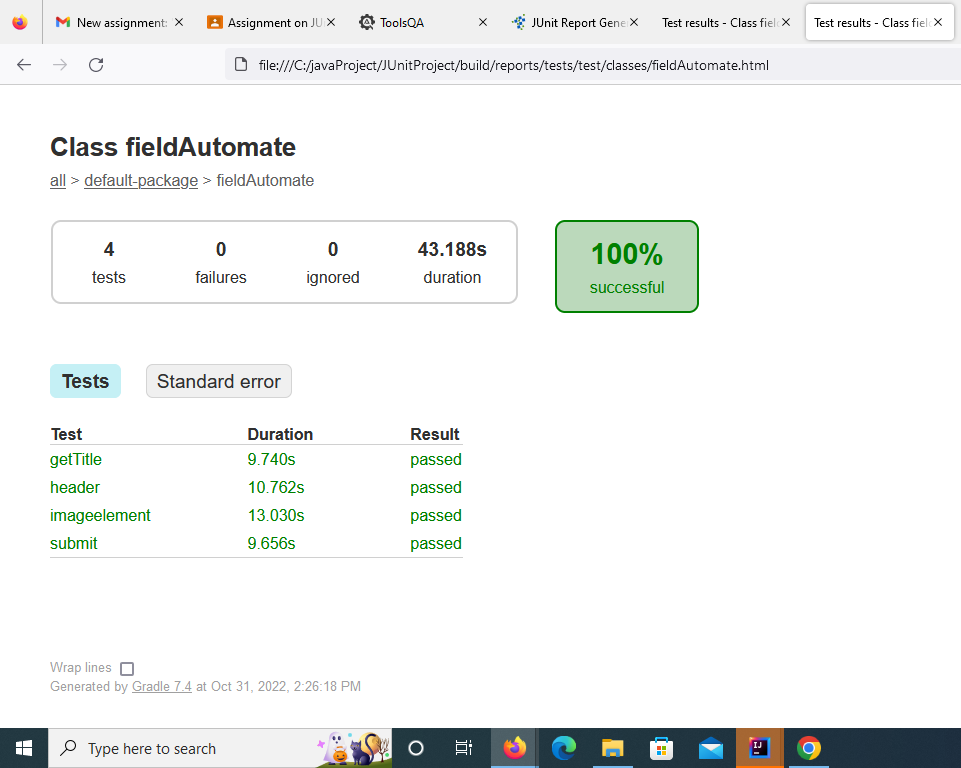 New assignment:
Assignment on JU
ToolsQA
JUnit Report Gene
Test results - Class fiel
Test results - Class fiel
file:///C:/javaProject/JUnitProject/build/reports/tests/test/classes/fieldAutomate.html
Class fieldAutomate
all > default-package > fieldAutomate
4 0 0 43.188s
tests failures ignored duration
100%
successful
Tests Standard error
Test Duration Result
getTitle 9.740s passed
header 10.762s passed
imageelement 13.030s passed
submit 9.656s passed
Wrap lines
Generated by Gradle 7.4 at Oct 31, 2022, 2:26:18 PM
Type here to search
IJ